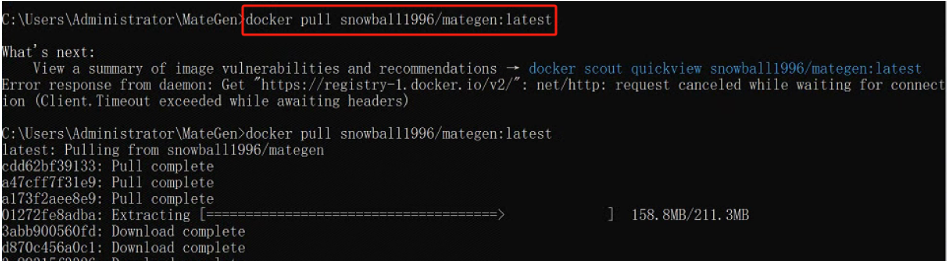 C:\Users\Administrator\MateGen>docker pull snowball1996/mategen:latest
What's next:
    View a summary of image vulnerabilities and recommendations → docker scout quickview snowball1996/mategen:latest
Error response from daemon: Get "https://registry-1.docker.io/v2/": net/http: request canceled while waiting for connect
ion (Client.Timeout exceeded while awaiting headers)
C:\Users\Administrator\MateGen>docker pull snowball1996/mategen:latest
latest: Pulling from snowball1996/mategen
cdd62bf39133: Pull complete
a47cff7f31e9: Pull complete
a173f2aee8e9: Pull complete
01272fe8adba: Extracting [=====================================>             ]  158.8MB/211.3MB
3abb900560fd: Download complete
d870c456a0c1: Download complete